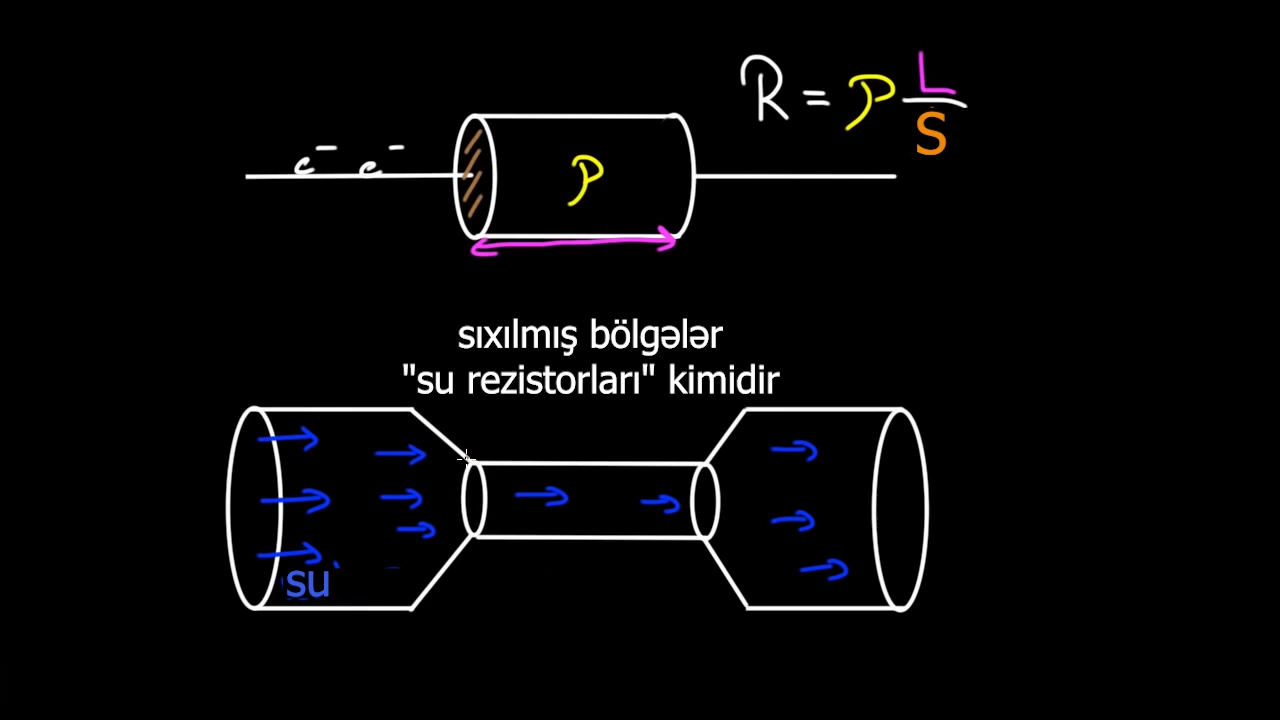 R = ρ L/S
e⁻ e⁻
ρ
sıxılmış bölgələr
"su rezistorları" kimidir
su